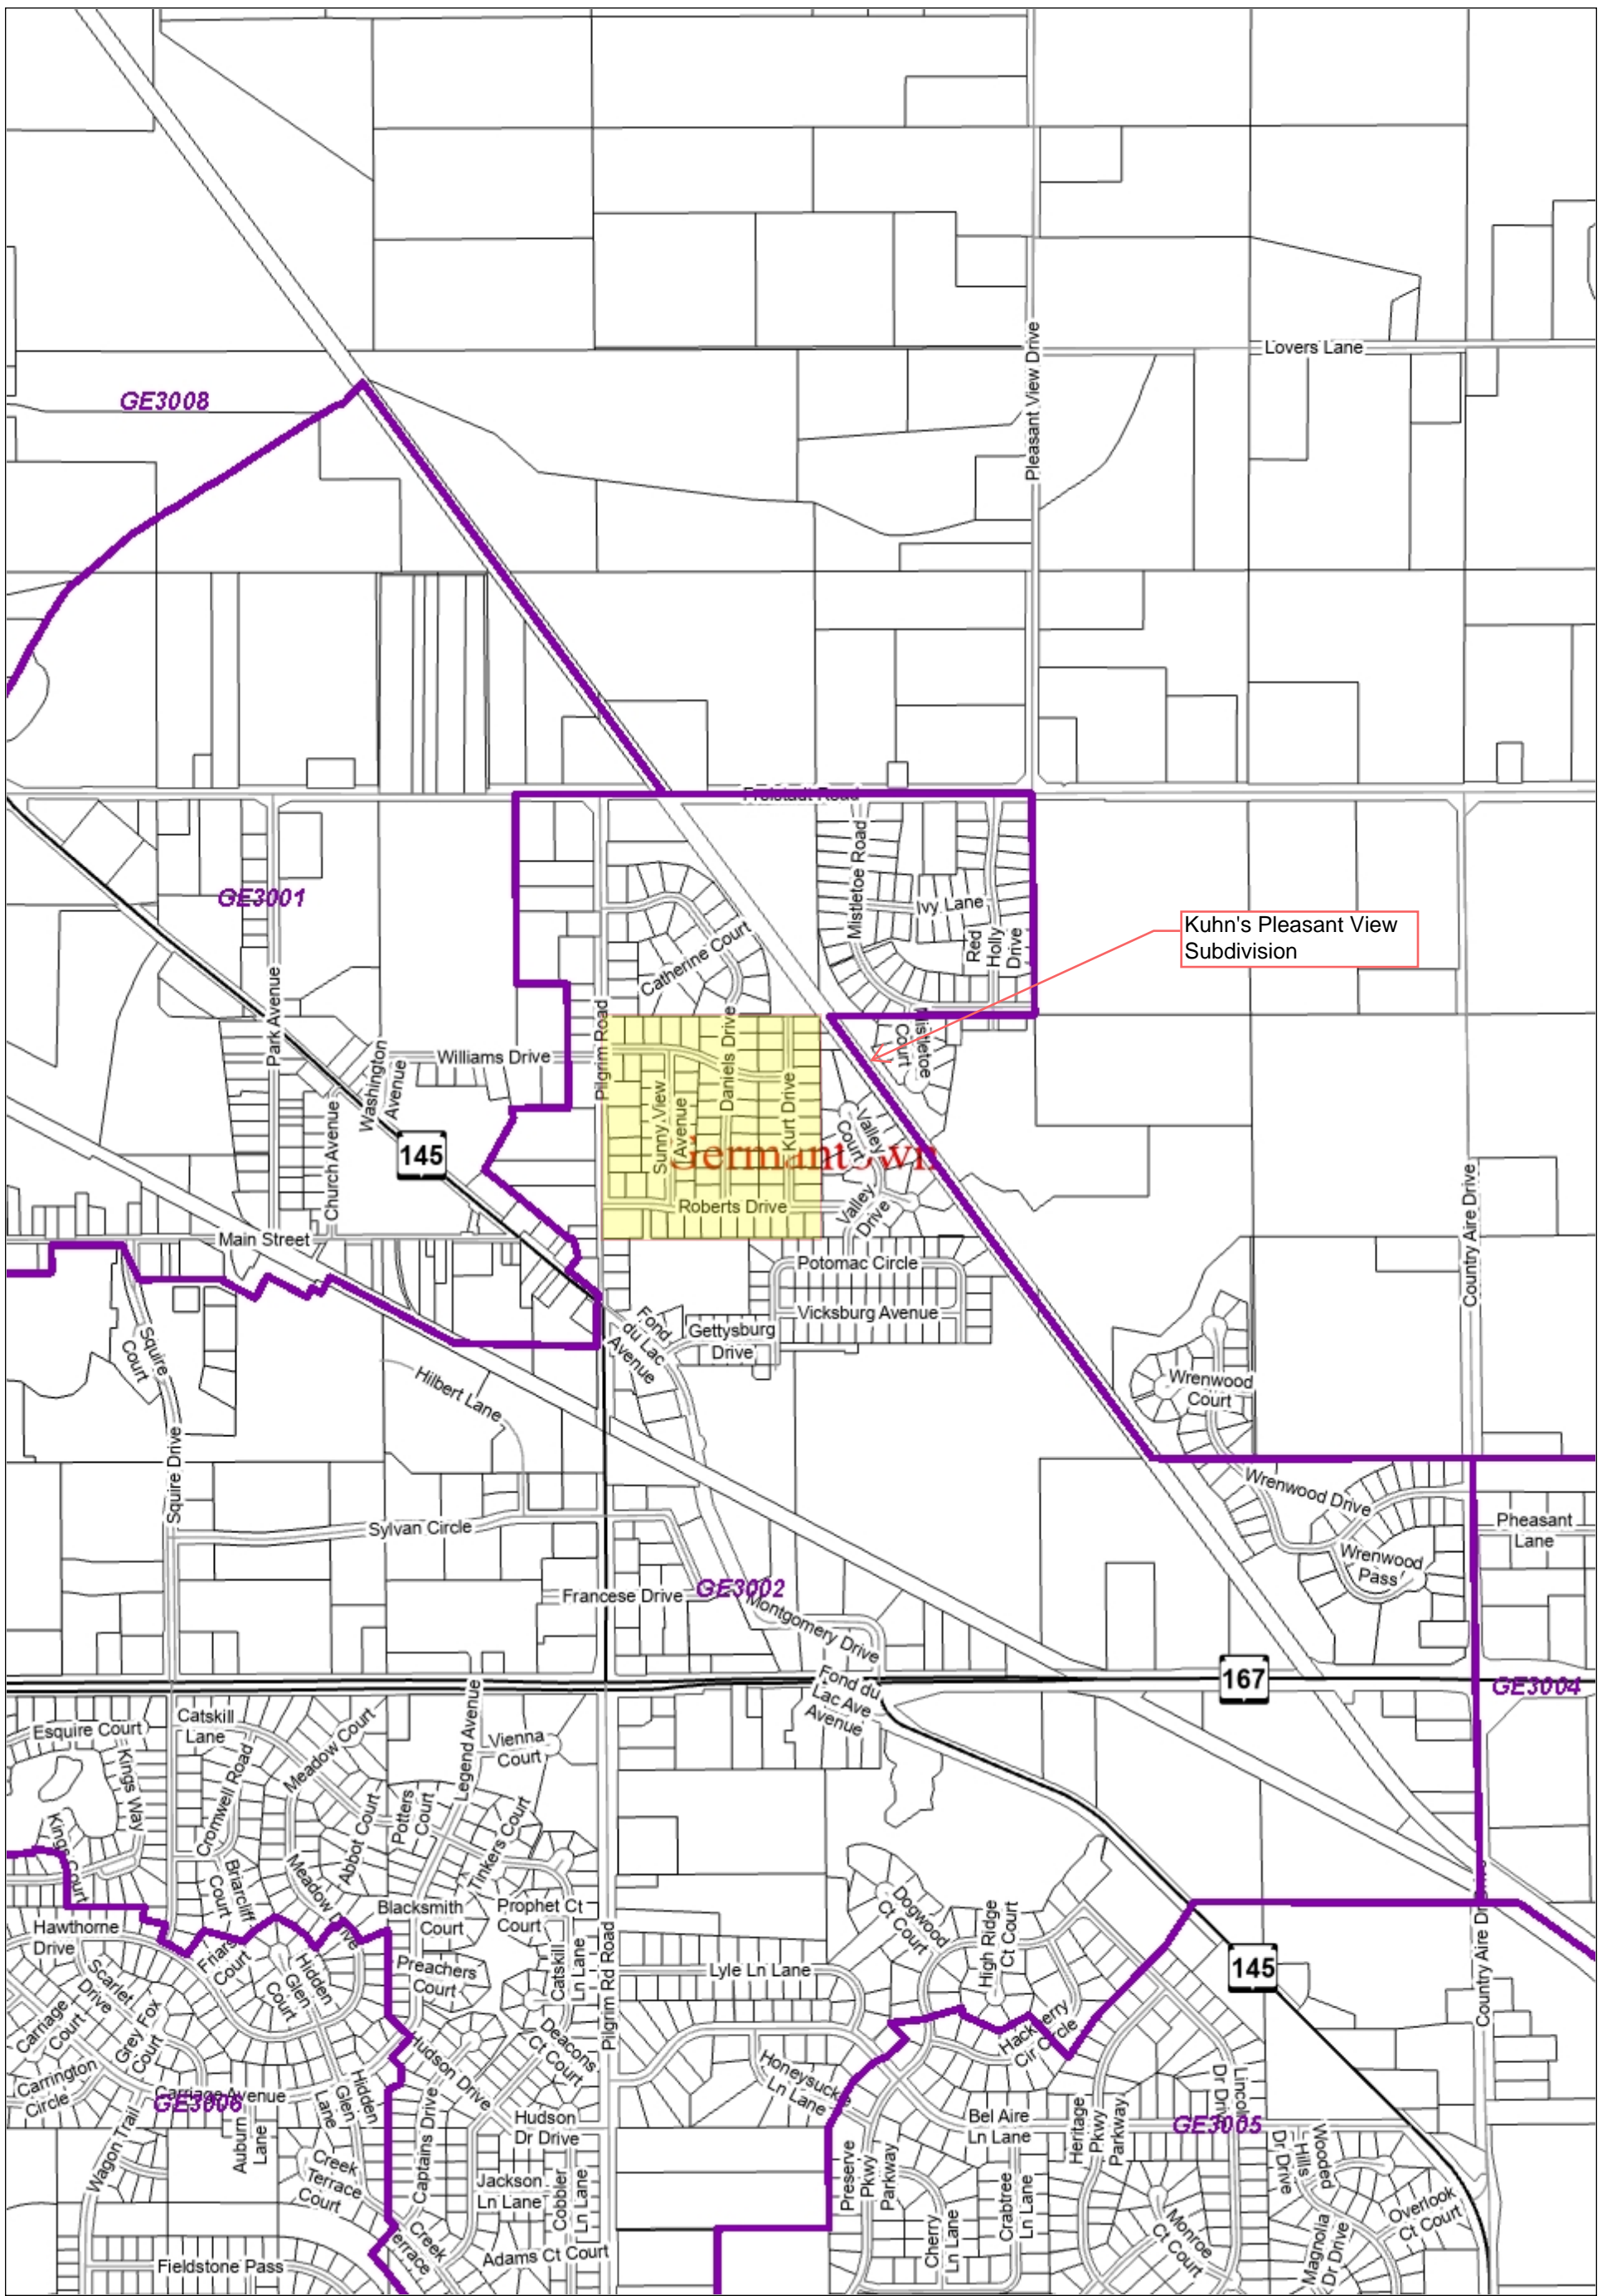 Pleasant View Drive
Lovers Lane
GE3008
Freistadt Road
Mistletoe Road
GE3001
Ivy Lane
Red
Holly
Drive
Kuhn's Pleasant View
Subdivision
Catherine Court
Park Avenue
Pilgrim Road
Daniels Drive
Mistletoe
Court
Williams Drive
Washington
Avenue
Church Avenue
Sunny View
Avenue
Kurt Drive
Valley
Court
145
Germantown
Country Aire Drive
Roberts Drive
Valley
Drive
Main Street
Potomac Circle
Vicksburg Avenue
Fond
du Lac
Avenue
Gettysburg
Drive
Squire
Court
Hilbert Lane
Wrenwood
Court
Squire Drive
Wrenwood Drive
Sylvan Circle
Pheasant
Lane
Wrenwood
Pass
Francese Drive
GE3002
Montgomery Drive
167
GE3004
Fond du
Lac Ave
Avenue
Esquire Court
Catskill
Lane
Meadow Court
Legend Avenue
Vienna
Court
Kings Way
Cromwell Road
Abbot Court
Potters
Court
Tinkers Court
Kings Court
Briarcliff
Court
Meadow Drive
Blacksmith
Court
Prophet Ct
Court
Dogwood
Ct Court
High Ridge
Ct Court
Hawthorne
Drive
Friars
Court
Hidden
Glen
Court
Preachers
Court
Catskill
Ln Lane
Pilgrim Rd Road
Lyle Ln Lane
145
Country Aire Dr Drive
Scarlet
Drive
Carriage
Court
Grey Fox
Court
Hudson Drive
Deacons
Ct Court
Hackberry
Cir Circle
Carrington
Circle
Carriage Avenue
GE3006
Hidden
Glen
Lane
Honeysuckle
Ln Lane
Lincoln
Dr Drive
Auburn
Lane
Wagon Trail
Captains Drive
Hudson
Dr Drive
Bel Aire
Ln Lane
Heritage
Pkwy
Parkway
GE3005
Creek
Terrace
Court
Jackson
Ln Lane
Cobbler
Ln Lane
Preserve
Pkwy
Parkway
Crabtree
Ln Lane
Wooded
Hills
Dr Drive
Monroe
Ct Court
Overlook
Ct Court
Cherry
Ln Lane
Magnolia
Dr Drive
Creek
Terrace
Adams Ct Court
Fieldstone Pass